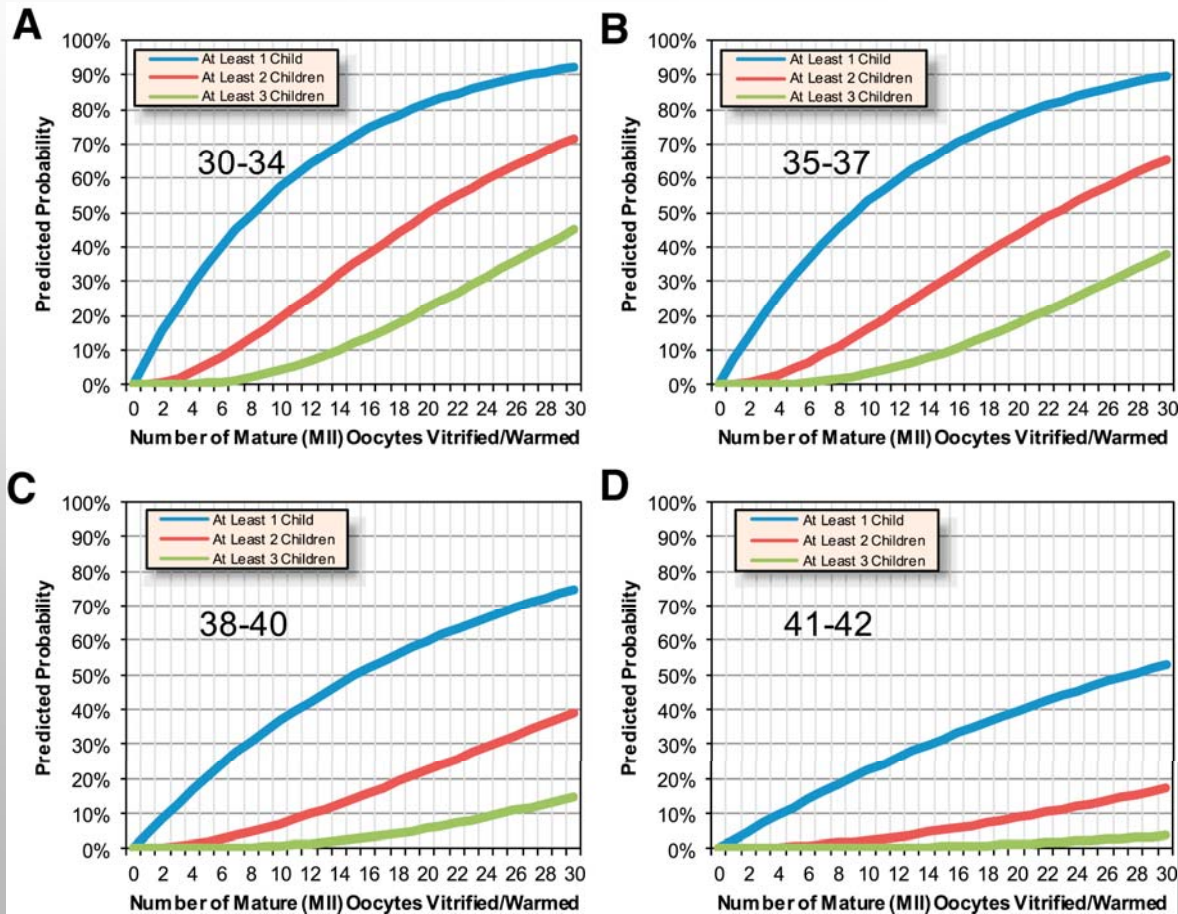 A
100%
90%
80%
70%
60%
50%
40%
30%
20%
10%
0%
Predicted Probability
At Least 1 Child
At Least 2 Children
At Least 3 Children
30-34
0 2 4 6 8 10 12 14 16 18 20 22 24 26 28 30
Number of Mature (MII) Oocytes Vitrified/Warmed
B
100%
90%
80%
70%
60%
50%
40%
30%
20%
10%
0%
Predicted Probability
At Least 1 Child
At Least 2 Children
At Least 3 Children
35-37
0 2 4 6 8 10 12 14 16 18 20 22 24 26 28 30
Number of Mature (MII) Oocytes Vitrified/Warmed
C
100%
90%
80%
70%
60%
50%
40%
30%
20%
10%
0%
Predicted Probability
At Least 1 Child
At Least 2 Children
At Least 3 Children
38-40
0 2 4 6 8 10 12 14 16 18 20 22 24 26 28 30
Number of Mature (MII) Oocytes Vitrified/Warmed
D
100%
90%
80%
70%
60%
50%
40%
30%
20%
10%
0%
Predicted Probability
At Least 1 Child
At Least 2 Children
At Least 3 Children
41-42
0 2 4 6 8 10 12 14 16 18 20 22 24 26 28 30
Number of Mature (MII) Oocytes Vitrified/Warmed